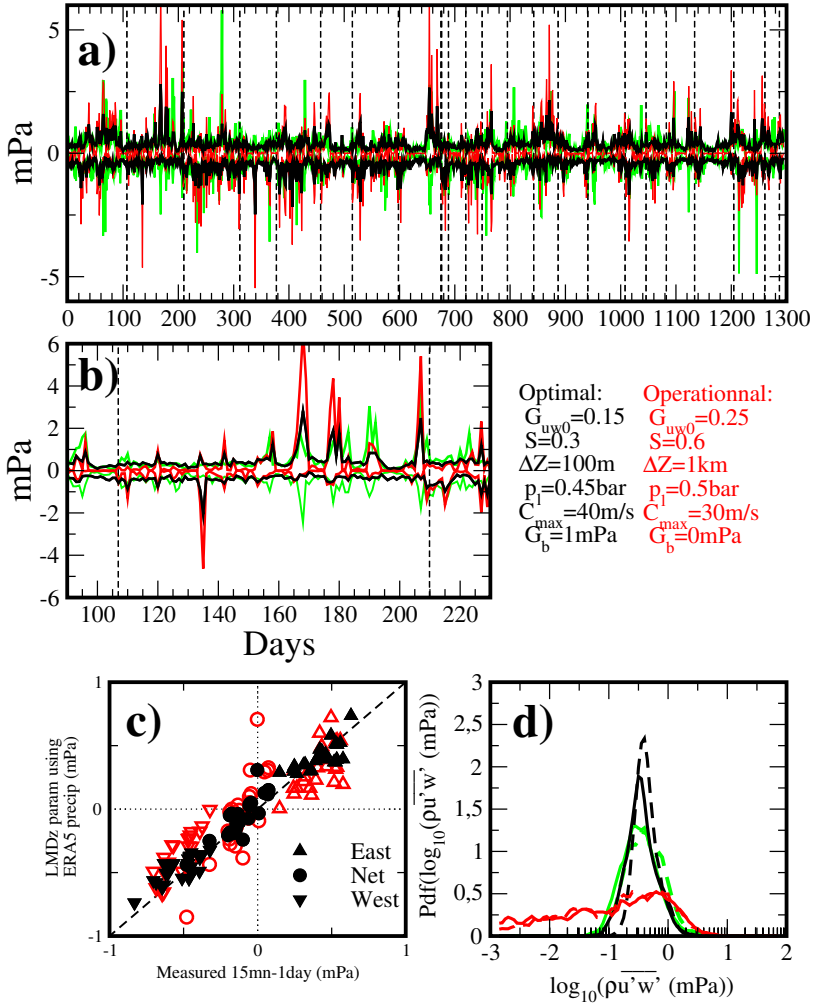 a)
mPa
5
0
-5
0 100 200 300 400 500 600 700 800 900 1000 1100 1200 1300
b)
mPa
6
4
2
0
-2
-4
-6
100 120 140 160 180 200 220
Days
Optimal:
G_uw0=0.15
S=0.3
ΔZ=100m
p_l=0.45bar
C_max=40m/s
G_b=1mPa
Operationnal:
G_uw0=0.25
S=0.6
ΔZ=1km
p_l=0.5bar
C_max=30m/s
G_b=0mPa
c)
LMDz param using
ERA5 precip (mPa)
1
0
-1
-1 0 1
Measured 15mn-1day (mPa)
East
Net
West
d)
Pdf(log10(ρu'w' (mPa))
3
2,5
2
1.5
1
0,5
0
-3 -2 -1 0 1 2
log10(ρu'w' (mPa))